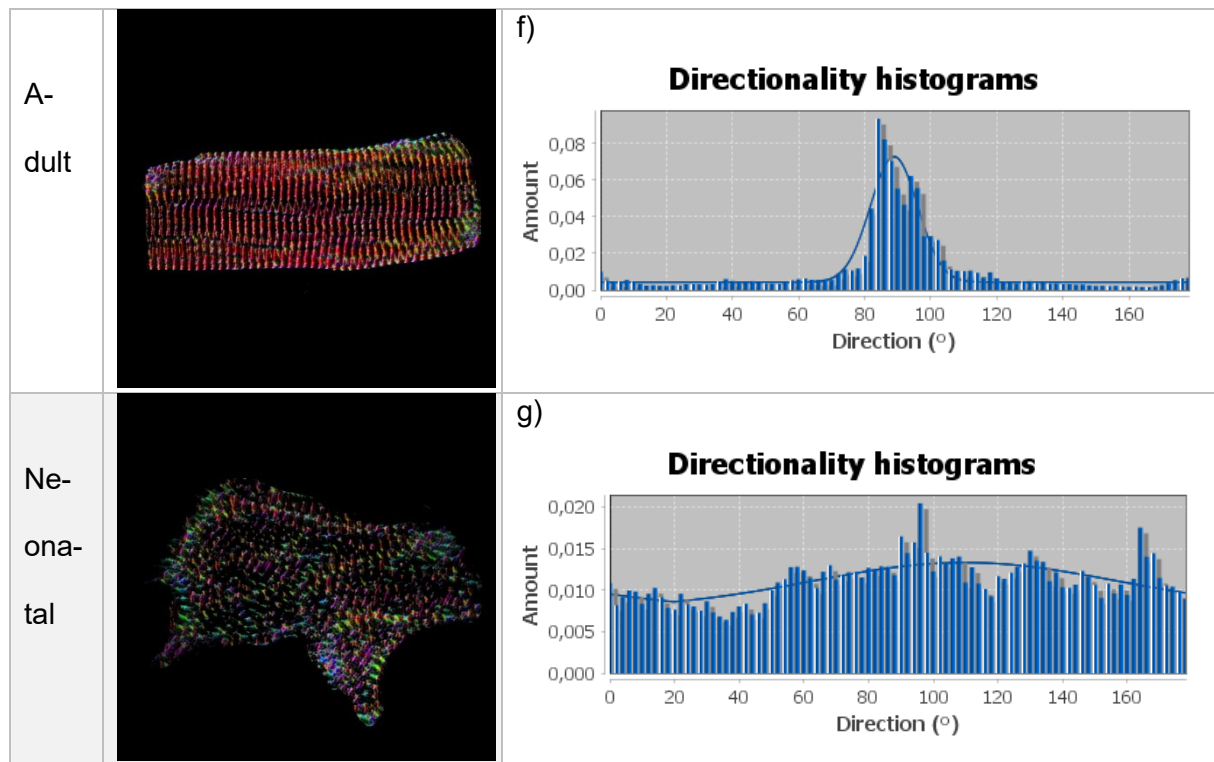 A-
dult
f)
Directionality histograms
Amount
0,08
0,06
0,04
0,02
0,00
0 20 40 60 80 100 120 140 160
Direction (°)
Ne-
ona-
tal
g)
Directionality histograms
Amount
0,020
0,015
0,010
0,005
0,000
0 20 40 60 80 100 120 140 160
Direction (°)